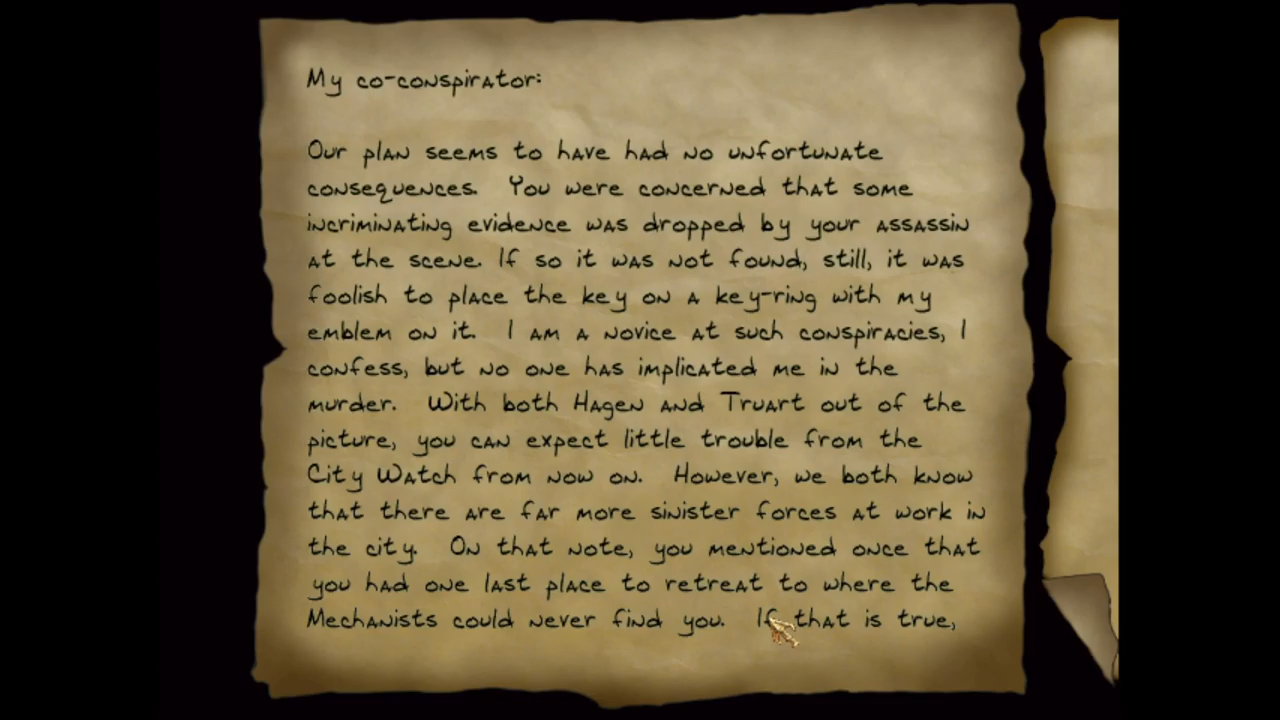 My co-conspirator:
Our plan seems to have had no unfortunate
consequences.  You were concerned that some
incriminating evidence was dropped by your assassin
at the scene. If so it was not found, still, it was
foolish to place the key on a key-ring with my
emblem on it.  I am a novice at such conspiracies, I
confess, but no one has implicated me in the
murder.  With both Hagen and Truart out of the
picture, you can expect little trouble from the
City Watch from now on.  However, we both know
that there are far more sinister forces at work in
the city.  On that note, you mentioned once that
you had one last place to retreat to where the
Mechanists could never find you.  If that is true,